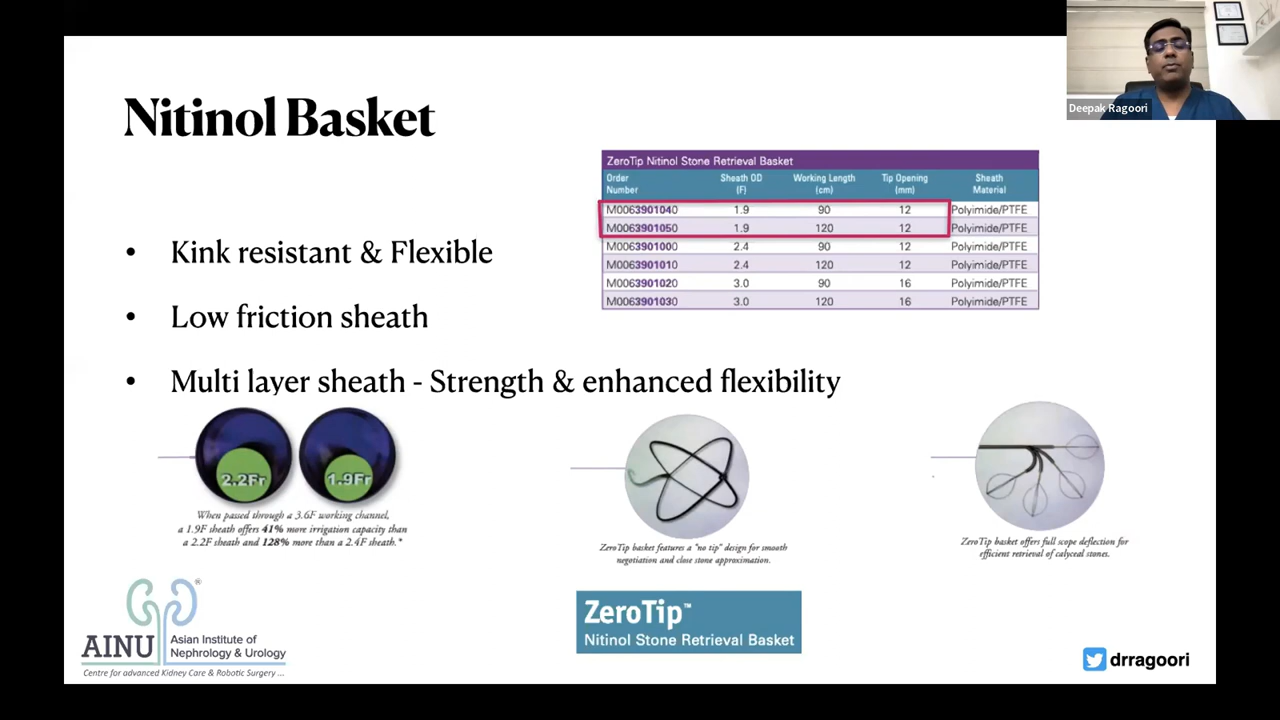 Deepak Ragoori
Nitinol Basket
ZeroTip Nitinol Stone Retrieval Basket
Order Number Sheath OD (F) Working Length (cm) Tip Opening (mm) Sheath Material
M0063901040 1.9 90 12 Polyimide/PTFE
M0063901050 1.9 120 12 Polyimide/PTFE
M0063901000 2.4 90 12 Polyimide/PTFE
M0063901010 2.4 120 12 Polyimide/PTFE
M0063901020 3.0 90 16 Polyimide/PTFE
M0063901030 3.0 120 16 Polyimide/PTFE
• Kink resistant & Flexible
• Low friction sheath
• Multi layer sheath - Strength & enhanced flexibility
2.2Fr 1.9Fr
When passed through a 3.6F working channel,
a 1.9F sheath offers 41% more irrigation capacity than
a 2.2F sheath and 128% more than a 2.4F sheath.*
ZeroTip basket features a "no tip" design for smooth
negotiation and close stone approximation.
ZeroTip basket offers full scope deflection for
efficient retrieval of calyceal stones.
ZeroTip™
Nitinol Stone Retrieval Basket
AINU
®
Asian Institute of
Nephrology & Urology
Centre for advanced Kidney Care & Robotic Surgery ...
drragoori